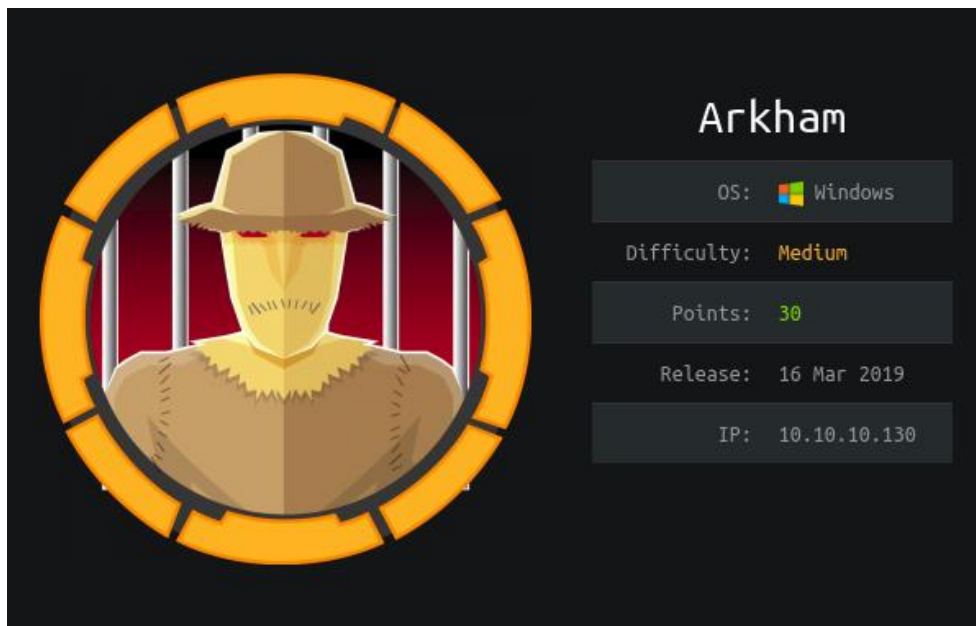 Arkham
OS: Windows
Difficulty: Medium
Points: 30
Release: 16 Mar 2019
IP: 10.10.10.130